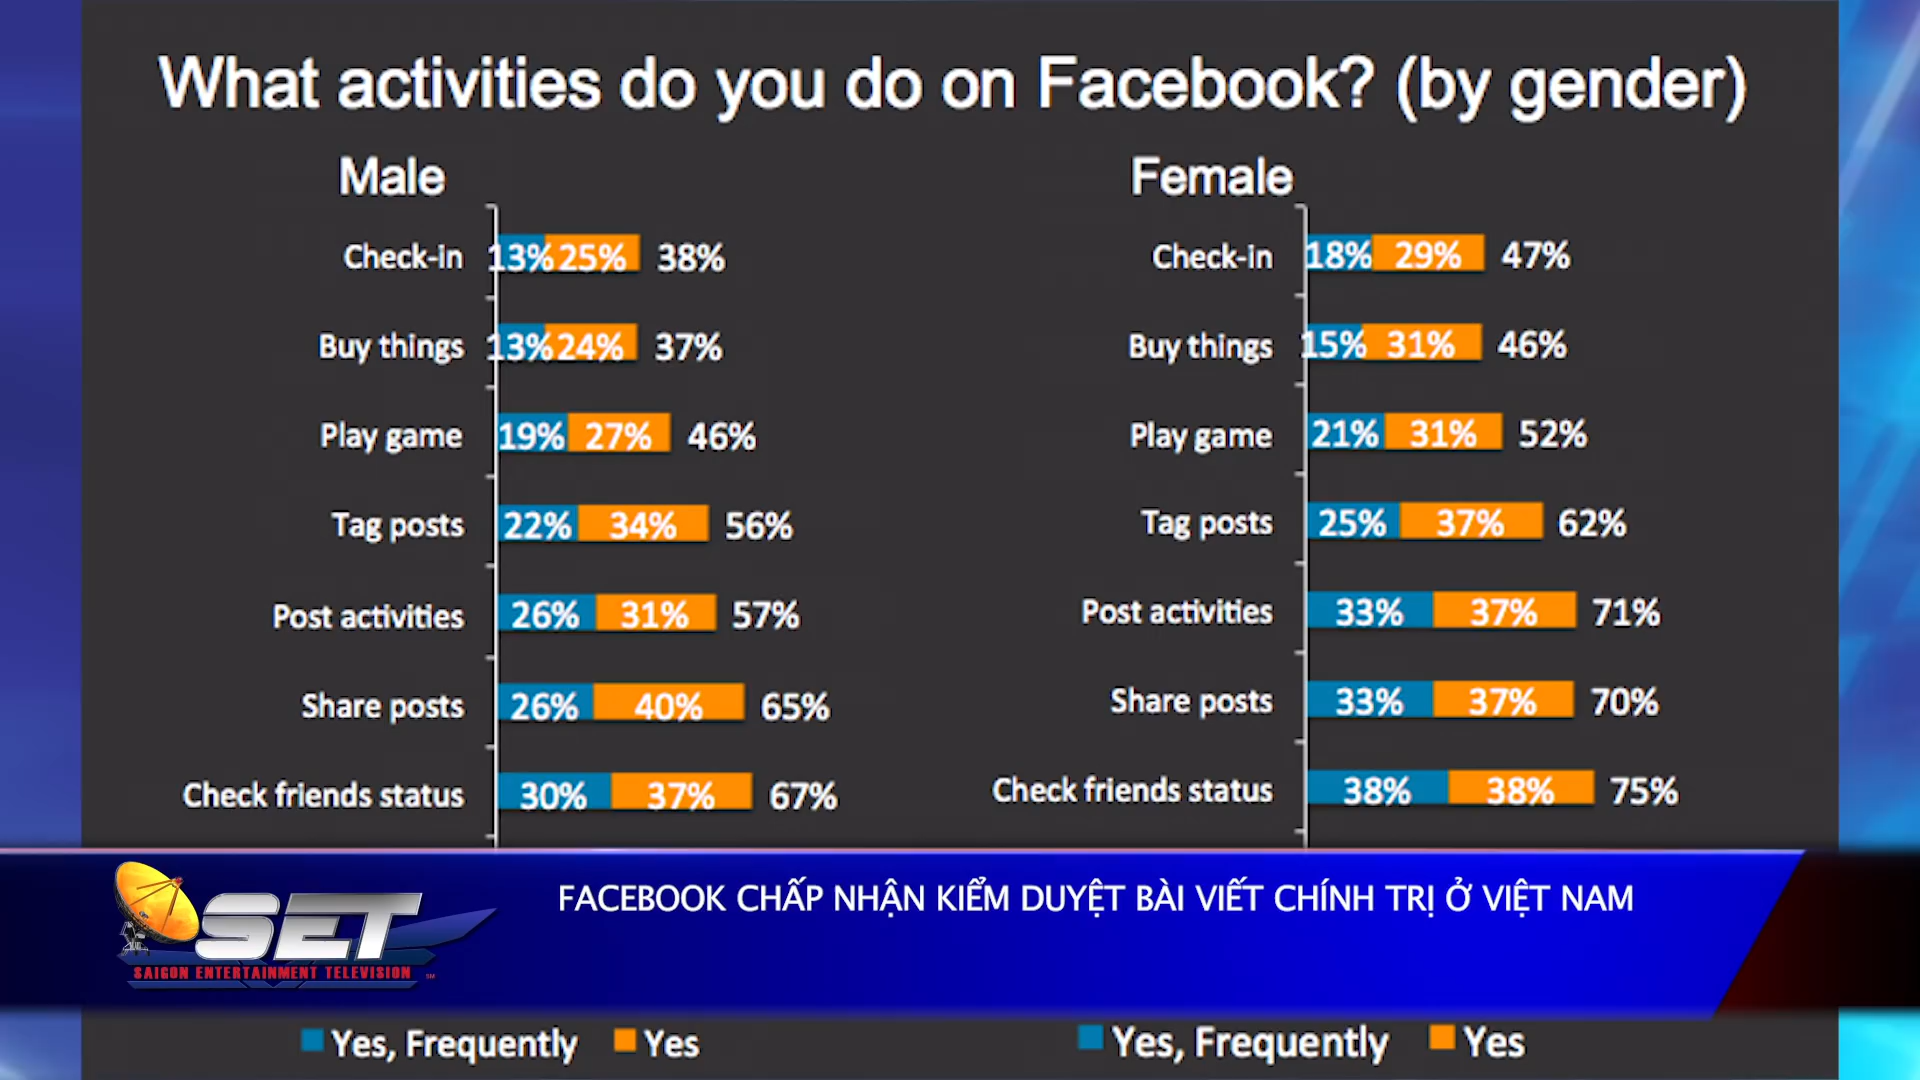 What activities do you do on Facebook? (by gender)
Male
Check-in 13% 25% 38%
Buy things 13% 24% 37%
Play game 19% 27% 46%
Tag posts 22% 34% 56%
Post activities 26% 31% 57%
Share posts 26% 40% 65%
Check friends status 30% 37% 67%
Female
Check-in 18% 29% 47%
Buy things 15% 31% 46%
Play game 21% 31% 52%
Tag posts 25% 37% 62%
Post activities 33% 37% 71%
Share posts 33% 37% 70%
Check friends status 38% 38% 75%
SET
SAIGON ENTERTAINMENT TELEVISION SM
FACEBOOK CHẤP NHẬN KIỂM DUYỆT BÀI VIẾT CHÍNH TRỊ Ở VIỆT NAM
Yes, Frequently Yes
Yes, Frequently Yes